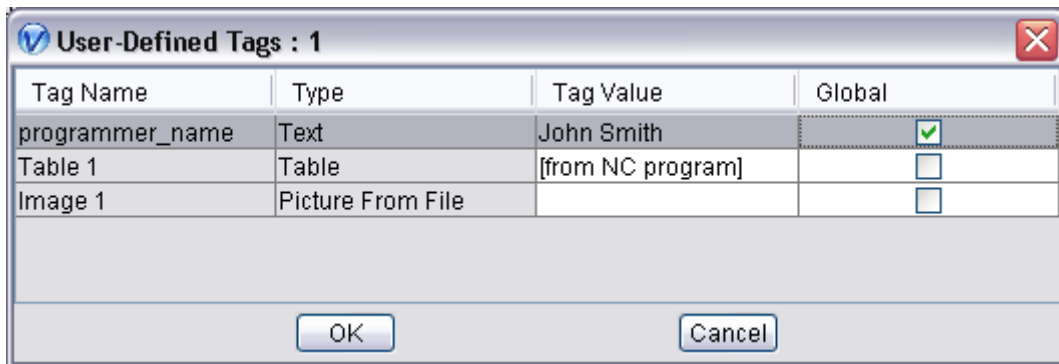 User-Defined Tags : 1
Tag Name Type Tag Value Global
programmer_name Text John Smith
Table 1 Table [from NC program]
Image 1 Picture From File
OK Cancel